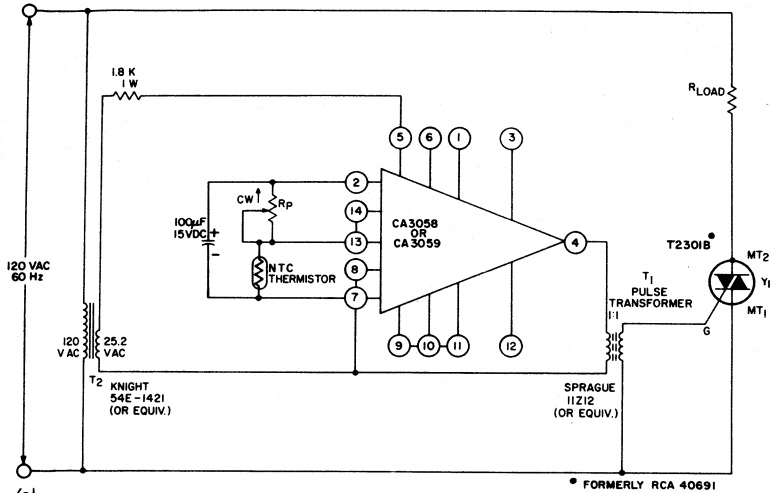 1.8 K
1 W
RLOAD
5
6
1
3
2
CW
RP
14
100µF
15VDC
+
-
13
CA3058
OR
CA3059
4
NTC
THERMISTOR
8
7
T2301B
MT2
Y1
MT1
G
120 VAC
60 Hz
T1
PULSE
TRANSFORMER
1:1
9
10
11
12
120
V AC
25.2
VAC
T2
KNIGHT
54E-1421
(OR EQUIV.)
SPRAGUE
11Z12
(OR EQUIV.)
• FORMERLY RCA 40691